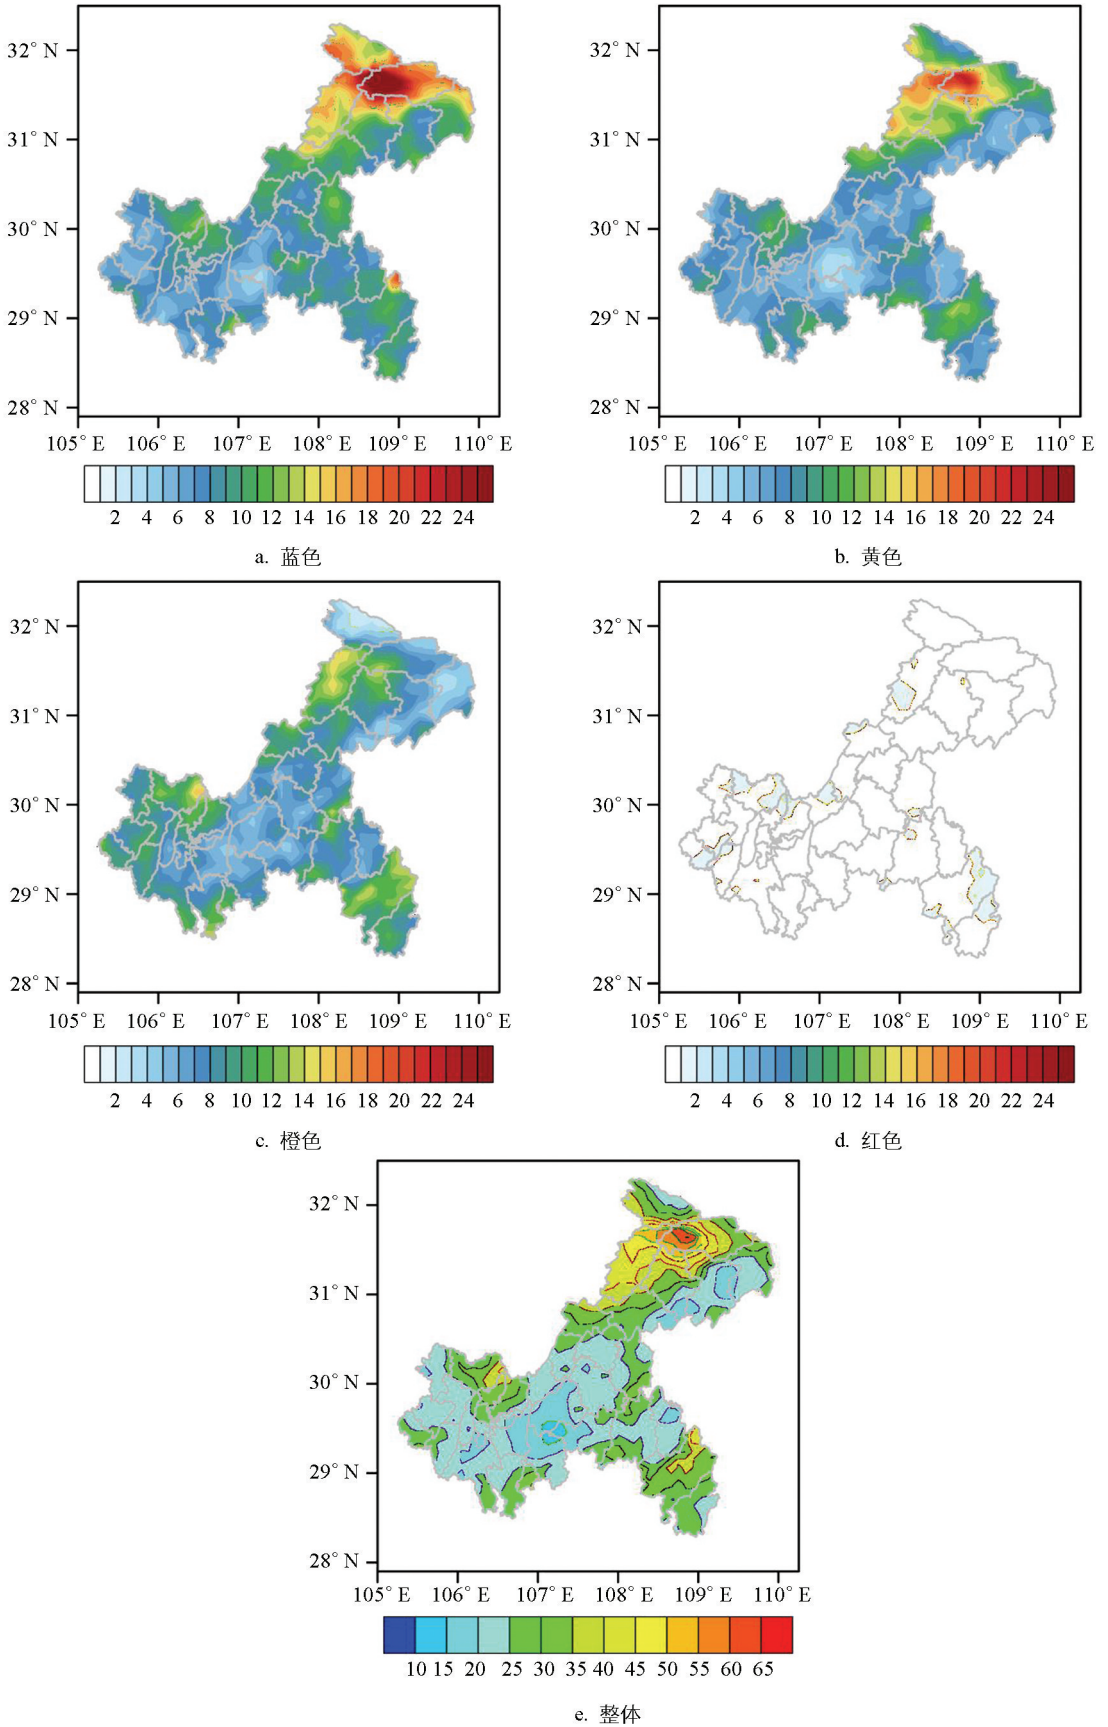 32° N
31° N
30° N
29° N
28° N
105° E 106° E 107° E 108° E 109° E 110° E
2 4 6 8 10 12 14 16 18 20 22 24
a. 蓝色
32° N
31° N
30° N
29° N
28° N
105° E 106° E 107° E 108° E 109° E 110° E
2 4 6 8 10 12 14 16 18 20 22 24
b. 黄色
32° N
31° N
30° N
29° N
28° N
105° E 106° E 107° E 108° E 109° E 110° E
2 4 6 8 10 12 14 16 18 20 22 24
c. 橙色
32° N
31° N
30° N
29° N
28° N
105° E 106° E 107° E 108° E 109° E 110° E
2 4 6 8 10 12 14 16 18 20 22 24
d. 红色
32° N
31° N
30° N
29° N
28° N
105° E 106° E 107° E 108° E 109° E 110° E
10 15 20 25 30 35 40 45 50 55 60 65
e. 整体